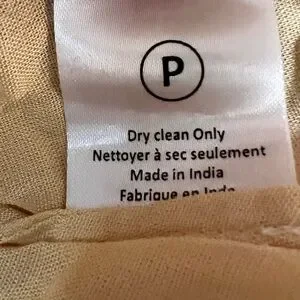 P
Dry clean Only
Nettoyer à sec seulement
Made in India
Fabrique en